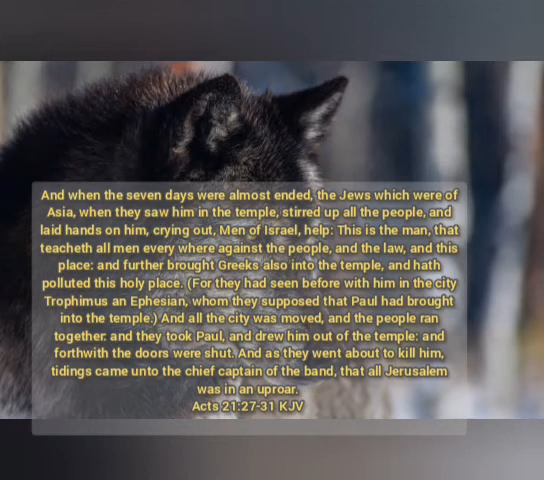 And when the seven days were almost ended, the Jews which were of
Asia, when they saw him in the temple, stirred up all the people, and
laid hands on him, crying out, Men of Israel, help: This is the man, that
teacheth all men every where against the people, and the law, and this
place: and further brought Greeks also into the temple, and hath
polluted this holy place. (For they had seen before with him in the city
Trophimus an Ephesian, whom they supposed that Paul had brought
into the temple.) And all the city was moved, and the people ran
together: and they took Paul, and drew him out of the temple: and
forthwith the doors were shut. And as they went about to kill him,
tidings came unto the chief captain of the band, that all Jerusalem
was in an uproar.
Acts 21:27-31 KJV